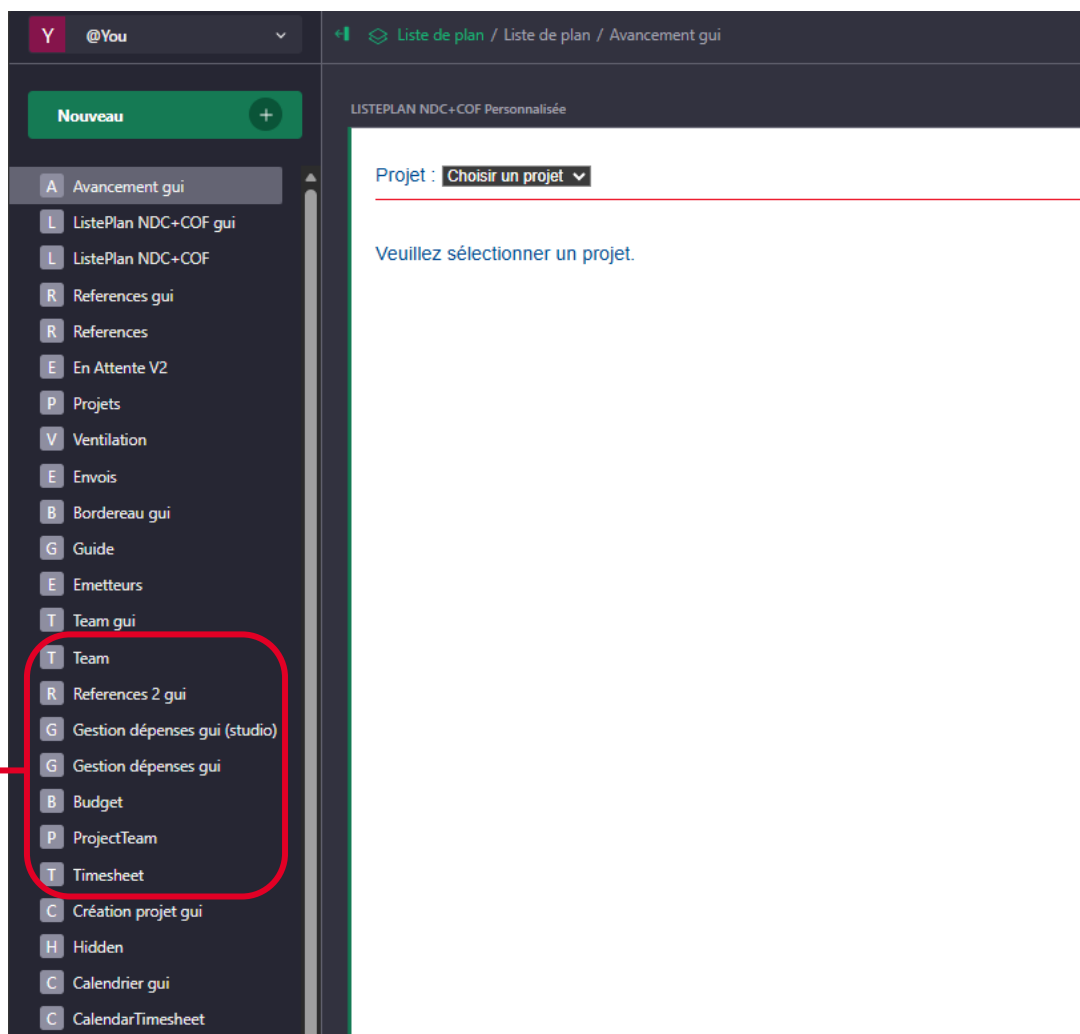 Y @You
Liste de plan / Liste de plan / Avancement gui
Nouveau +
LISTEPLAN NDC+COF Personnalisée
Projet : Choisir un projet
Veuillez sélectionner un projet.
A Avancement gui
L ListePlan NDC+COF gui
L ListePlan NDC+COF
R References gui
R References
E En Attente V2
P Projets
V Ventilation
E Envois
B Bordereau gui
G Guide
E Emetteurs
T Team gui
T Team
R References 2 gui
G Gestion dépenses gui (studio)
G Gestion dépenses gui
B Budget
P ProjectTeam
T Timesheet
C Création projet gui
H Hidden
C Calendrier gui
C CalendarTimesheet